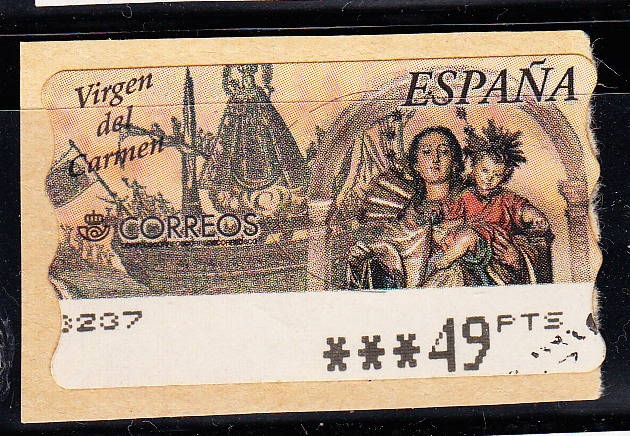 Virgen
del
Carmen
ESPAÑA
CORREOS
3237
***49 PTS